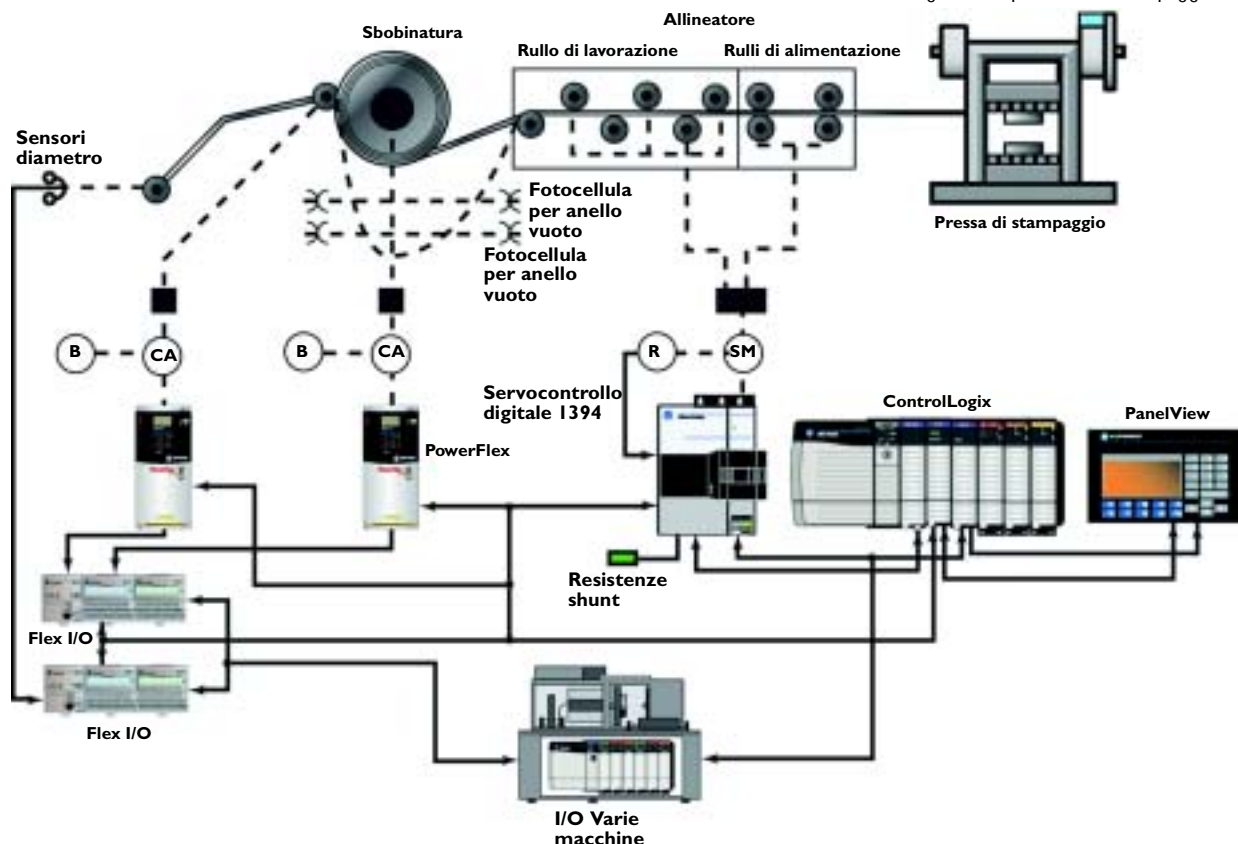 Allineatore
Sbobinatura
Rullo di lavorazione
Rulli di alimentazione
Sensori
diametro
Fotocellula
per anello
vuoto
Fotocellula
per anello
vuoto
Pressa di stampaggio
B
CA
B
CA
R
SM
Servocontrollo
digitale 1394
ControlLogix
PanelView
PowerFlex
Resistenze
shunt
Flex I/O
Flex I/O
I/O Varie
macchine